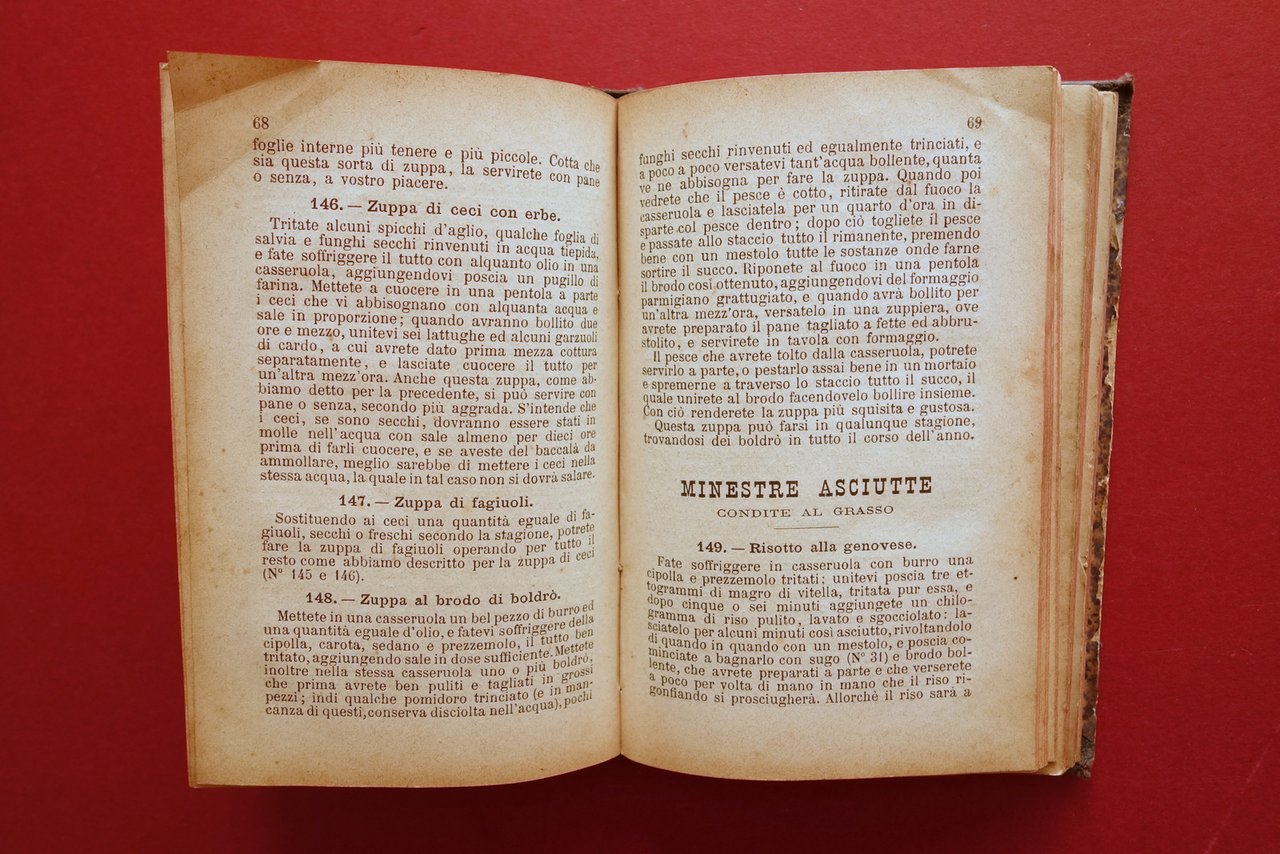 68
foglie interne più tenere e più piccole. Cotta che
sia questa sorta di zuppa, la servirete con pane
o senza, a vostro piacere.
146. — Zuppa di ceci con erbe.
Tritate alcuni spicchi d'aglio, qualche foglia di
salvia e funghi secchi rinvenuti in acqua tiepida,
e fate soffriggere il tutto con alquanto olio in una
casseruola, aggiungendovi poscia un pugillo di
farina. Mettete a cuocere in una pentola a parte
i ceci che vi abbisognano con alquanta acqua e
sale in proporzione; quando avranno bollito due
ore e mezzo, unitevi sei lattughe ed alcuni garzuoli
di cardo, a cui avrete dato prima mezza cottura
separatamente, e lasciate cuocere il tutto per
un'altra mezz'ora. Anche questa zuppa, come ab-
biamo detto per la precedente, si può servire con
pane o senza, secondo più aggrada. S'intende che
i ceci, se sono secchi, dovranno essere stati in
molle nell'acqua con sale almeno per dieci ore
prima di farli cuocere, e se aveste del baccalà da
ammollare, meglio sarebbe di mettere i ceci nella
stessa acqua, la quale in tal caso non si dovrà salare.
147. — Zuppa di fagiuoli.
Sostituendo ai ceci una quantità eguale di fa-
giuoli, secchi o freschi secondo la stagione, potrete
fare la zuppa di fagiuoli operando per tutto il
resto come abbiamo descritto per la zuppa di ceci
(N° 145 e 146).
148. — Zuppa al brodo di boldrò.
Mettete in una casseruola un bel pezzo di burro ed
una quantità eguale d'olio, e fatevi soffriggere della
cipolla, carota, sedano e prezzemolo, il tutto ben
tritato, aggiungendo sale in dose sufficiente. Mettete
inoltre nella stessa casseruola uno o più boldrò,
che prima avrete ben puliti e tagliati in grossi
pezzi; indi qualche pomidoro trinciato (e in man-
canza di questi, conserva disciolta nell'acqua), pochi
69
funghi secchi rinvenuti ed egualmente trinciati, e
a poco a poco versatevi tant'acqua bollente, quanta
ve ne abbisogna per fare la zuppa. Quando poi
vedrete che il pesce è cotto, ritirate dal fuoco la
casseruola e lasciatela per un quarto d'ora in di-
sparte col pesce dentro; dopo ciò togliete il pesce
e passate allo staccio tutto il rimanente, premendo
bene con un mestolo tutte le sostanze onde farne
sortire il succo. Riponete al fuoco in una pentola
il brodo così ottenuto, aggiungendovi del formaggio
parmigiano grattugiato, e quando avrà bollito per
un'altra mezz'ora, versatelo in una zuppiera, ove
avrete preparato il pane tagliato a fette ed abbru-
stolito, e servirete in tavola con formaggio.
Il pesce che avrete tolto dalla casseruola, potrete
servirlo a parte, o pestarlo assai bene in un mortaio
e spremerne a traverso lo staccio tutto il succo, il
quale unirete al brodo facendovelo bollire insieme.
Con ciò renderete la zuppa più squisita e gustosa.
Questa zuppa può farsi in qualunque stagione,
trovandosi dei boldrò in tutto il corso dell'anno.
MINESTRE ASCIUTTE
CONDITE AL GRASSO
149. — Risotto alla genovese.
Fate soffriggere in casseruola con burro una
cipolla e prezzemolo tritati; unitevi poscia tre et-
togrammi di magro di vitella, tritata pur essa, e
dopo cinque o sei minuti aggiungete un chilo-
gramma di riso pulito, lavato e sgocciolato: la-
sciatelo per alcuni minuti così asciutto, rivoltandolo
di quando in quando con un mestolo, e poscia co-
minciate a bagnarlo con sugo (N° 31) e brodo bol-
lente, che avrete preparati a parte e che verserete
a poco per volta di mano in mano che il riso ri-
gonfiando si prosciugherà. Allorchè il riso sarà a